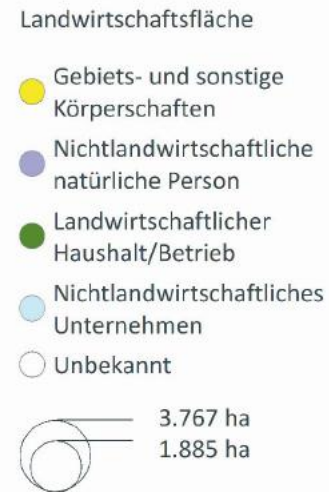 Landwirtschaftsfläche
Gebiets- und sonstige
Körperschaften
Nichtlandwirtschaftliche
natürliche Person
Landwirtschaftlicher
Haushalt/Betrieb
Nichtlandwirtschaftliches
Unternehmen
Unbekannt
3.767 ha
1.885 ha